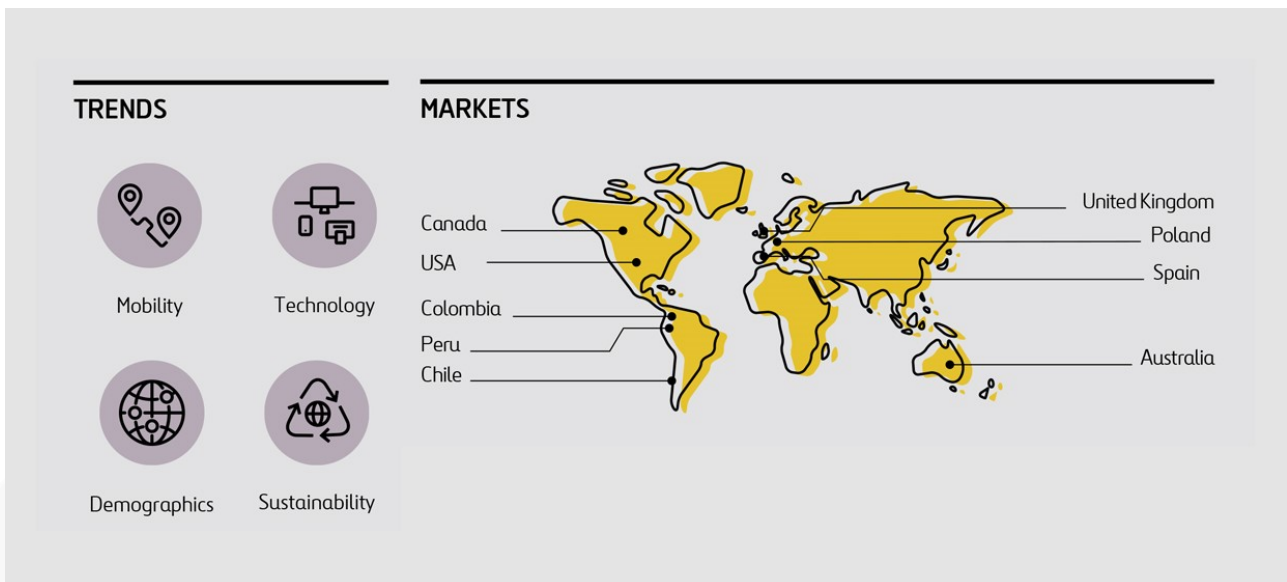 TRENDS
Mobility
Technology
Demographics
Sustainability
MARKETS
Canada
USA
Colombia
Peru
Chile
United Kingdom
Poland
Spain
Australia